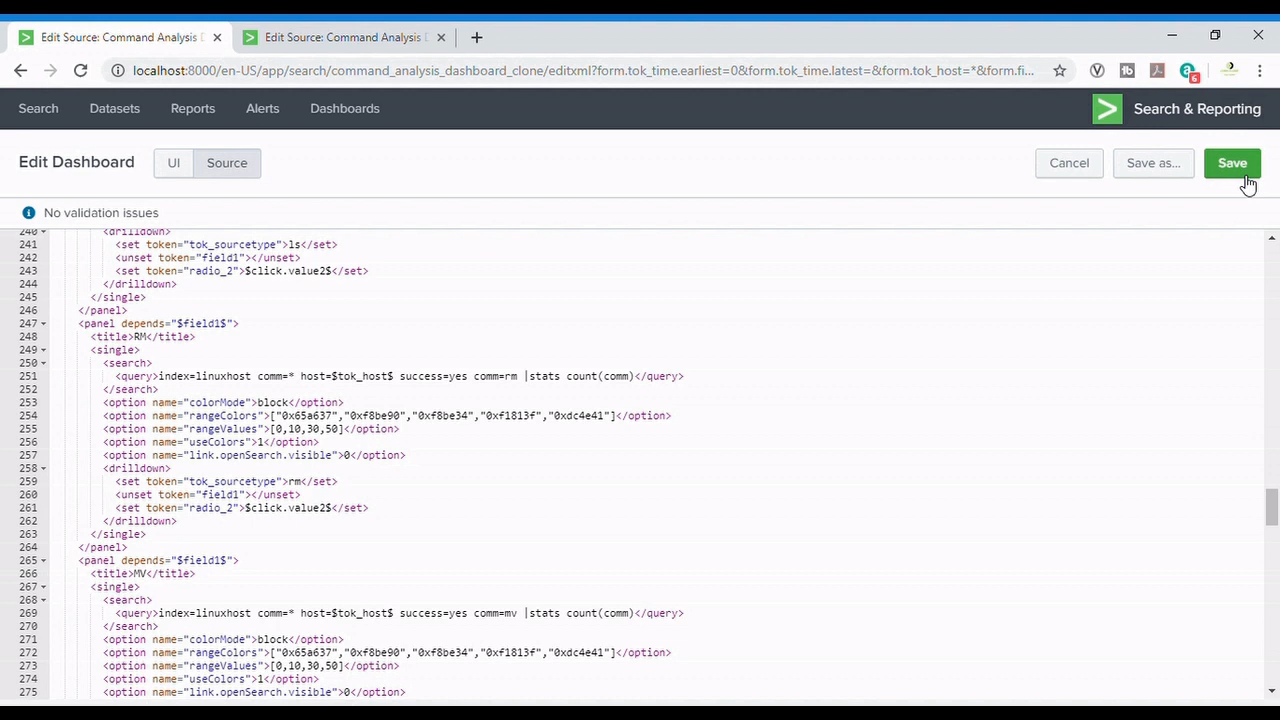 Edit Source: Command Analysis D
Edit Source: Command Analysis D
localhost:8000/en-US/app/search/command_analysis_dashboard_clone/editxml?form.tok_time.earliest=0&form.tok_time.latest=&form.tok_host=*&form.fi...
6
Search
Datasets
Reports
Alerts
Dashboards
Search & Reporting
Edit Dashboard
UI
Source
Cancel
Save as...
Save
No validation issues
240 <drilldown>
241 <set token="tok_sourcetype">ls</set>
242 <unset token="field1"></unset>
243 <set token="radio_2">$click.value2$</set>
244 </drilldown>
245 </single>
246 </panel>
247 <panel depends="$field1$">
248 <title>RM</title>
249 <single>
250 <search>
251 <query>index=linuxhost comm=* host=$tok_host$ success=yes comm=rm |stats count(comm)</query>
252 </search>
253 <option name="colorMode">block</option>
254 <option name="rangeColors">["0x65a637","0xf8be90","0xf8be34","0xf1813f","0xdc4e41"]</option>
255 <option name="rangeValues">[0,10,30,50]</option>
256 <option name="useColors">1</option>
257 <option name="link.openSearch.visible">0</option>
258 <drilldown>
259 <set token="tok_sourcetype">rm</set>
260 <unset token="field1"></unset>
261 <set token="radio_2">$click.value2$</set>
262 </drilldown>
263 </single>
264 </panel>
265 <panel depends="$field1$">
266 <title>MV</title>
267 <single>
268 <search>
269 <query>index=linuxhost comm=* host=$tok_host$ success=yes comm=mv |stats count(comm)</query>
270 </search>
271 <option name="colorMode">block</option>
272 <option name="rangeColors">["0x65a637","0xf8be90","0xf8be34","0xf1813f","0xdc4e41"]</option>
273 <option name="rangeValues">[0,10,30,50]</option>
274 <option name="useColors">1</option>
275 <option name="link.openSearch.visible">0</option>